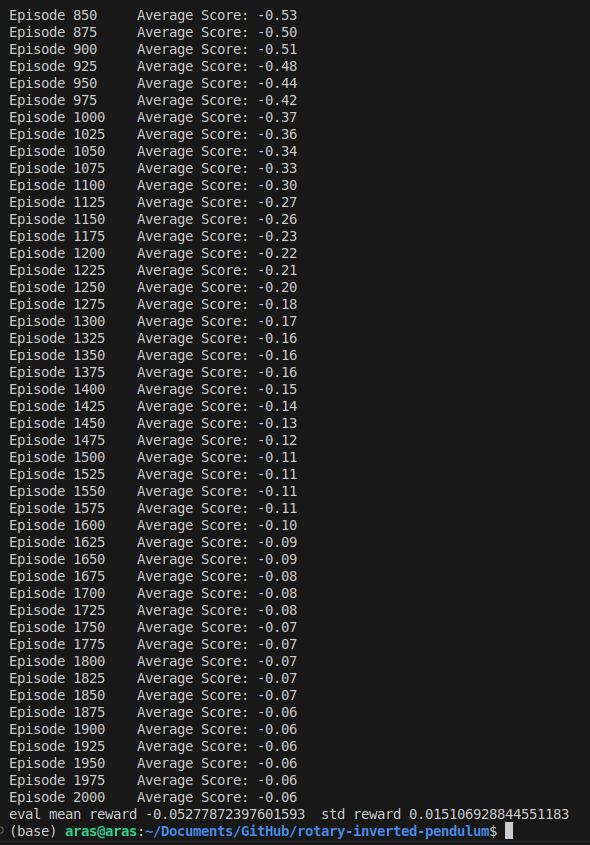 Episode 850 Average Score: -0.53
Episode 875 Average Score: -0.50
Episode 900 Average Score: -0.51
Episode 925 Average Score: -0.48
Episode 950 Average Score: -0.44
Episode 975 Average Score: -0.42
Episode 1000 Average Score: -0.37
Episode 1025 Average Score: -0.36
Episode 1050 Average Score: -0.34
Episode 1075 Average Score: -0.33
Episode 1100 Average Score: -0.30
Episode 1125 Average Score: -0.27
Episode 1150 Average Score: -0.26
Episode 1175 Average Score: -0.23
Episode 1200 Average Score: -0.22
Episode 1225 Average Score: -0.21
Episode 1250 Average Score: -0.20
Episode 1275 Average Score: -0.18
Episode 1300 Average Score: -0.17
Episode 1325 Average Score: -0.16
Episode 1350 Average Score: -0.16
Episode 1375 Average Score: -0.16
Episode 1400 Average Score: -0.15
Episode 1425 Average Score: -0.14
Episode 1450 Average Score: -0.13
Episode 1475 Average Score: -0.12
Episode 1500 Average Score: -0.11
Episode 1525 Average Score: -0.11
Episode 1550 Average Score: -0.11
Episode 1575 Average Score: -0.11
Episode 1600 Average Score: -0.10
Episode 1625 Average Score: -0.09
Episode 1650 Average Score: -0.09
Episode 1675 Average Score: -0.08
Episode 1700 Average Score: -0.08
Episode 1725 Average Score: -0.08
Episode 1750 Average Score: -0.07
Episode 1775 Average Score: -0.07
Episode 1800 Average Score: -0.07
Episode 1825 Average Score: -0.07
Episode 1850 Average Score: -0.07
Episode 1875 Average Score: -0.06
Episode 1900 Average Score: -0.06
Episode 1925 Average Score: -0.06
Episode 1950 Average Score: -0.06
Episode 1975 Average Score: -0.06
Episode 2000 Average Score: -0.06
eval mean reward -0.05277872397601593 std reward 0.015106928844551183
(base) aras@aras:~/Documents/GitHub/rotary-inverted-pendulum$